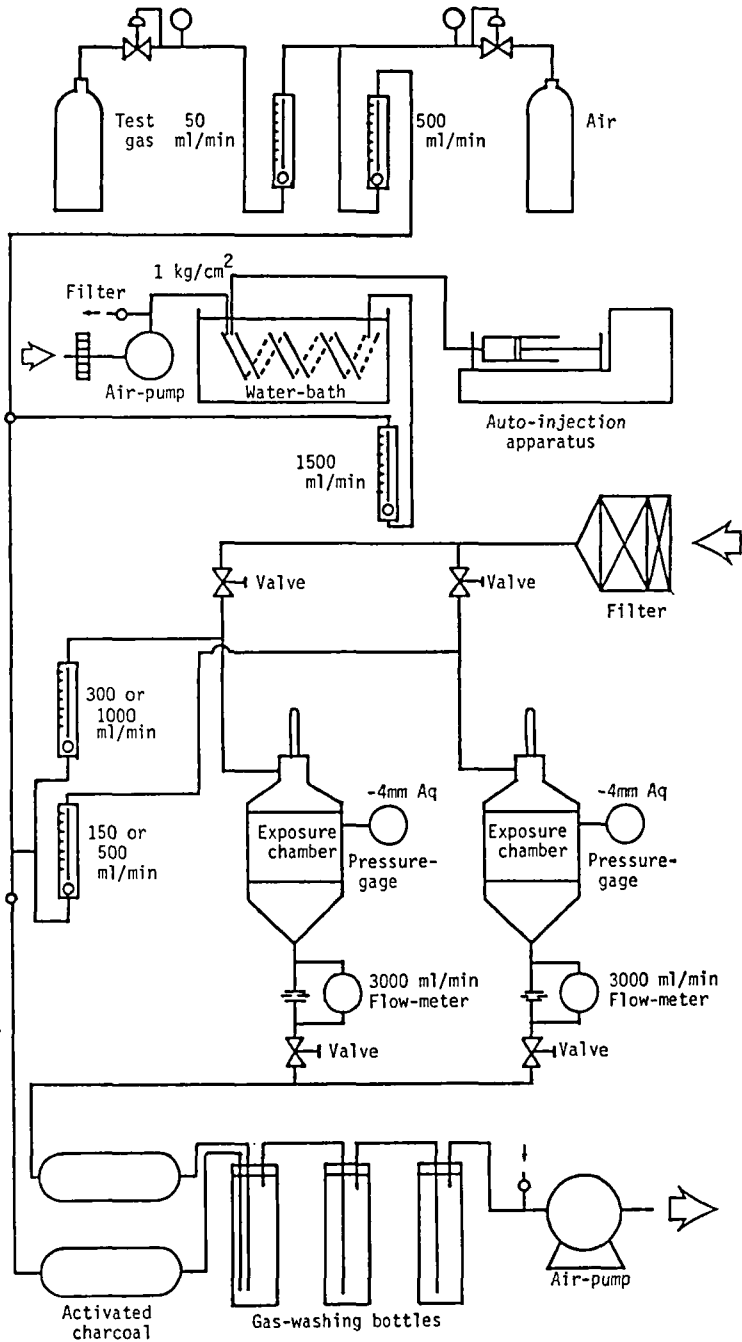 Test gas
50 ml/min
500 ml/min
Air
1 kg/cm2
Filter
Air-pump
Water-bath
Auto-injection
apparatus
1500
ml/min
Valve
Valve
Filter
300 or
1000
ml/min
150 or
500
ml/min
-4mm Aq
-4mm Aq
Exposure
chamber
Pressure-
gage
Exposure
chamber
Pressure-
gage
3000 ml/min
Flow-meter
3000 ml/min
Flow-meter
Valve
Valve
Air-pump
Activated
charcoal
Gas-washing bottles